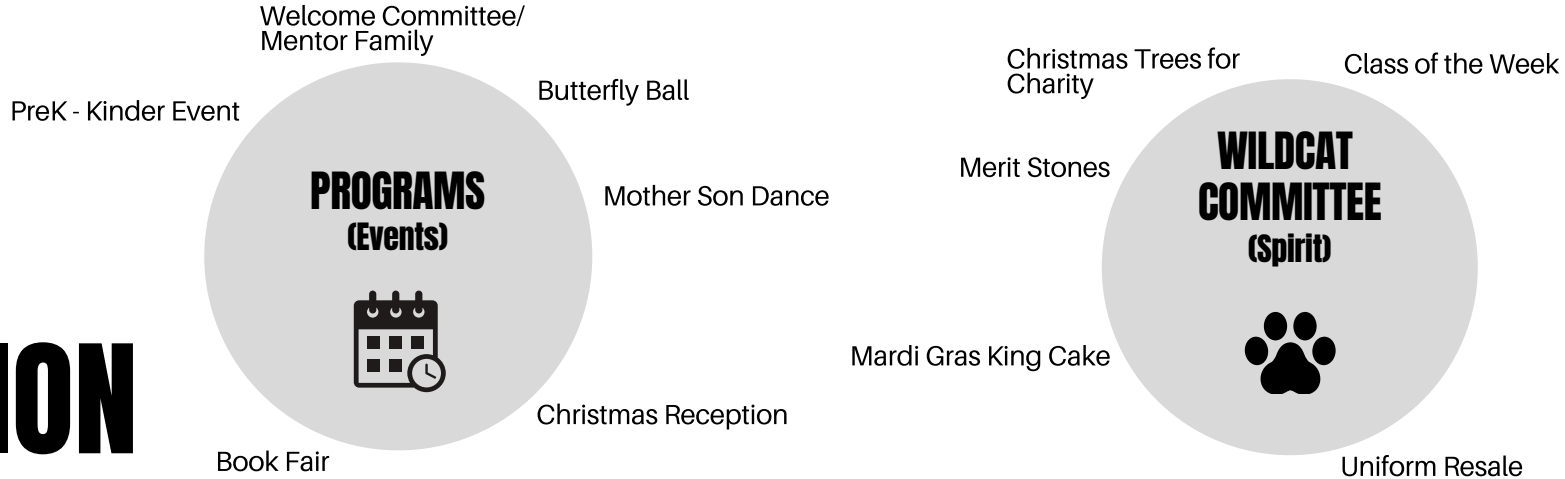 Welcome Committee/
Mentor Family
PreK - Kinder Event
Butterfly Ball
PROGRAMS
(Events)
Mother Son Dance
Christmas Reception
Book Fair
ION
Christmas Trees for
Charity
Class of the Week
WILDCAT
COMMITTEE
(Spirit)
Merit Stones
Mardi Gras King Cake
Uniform Resale